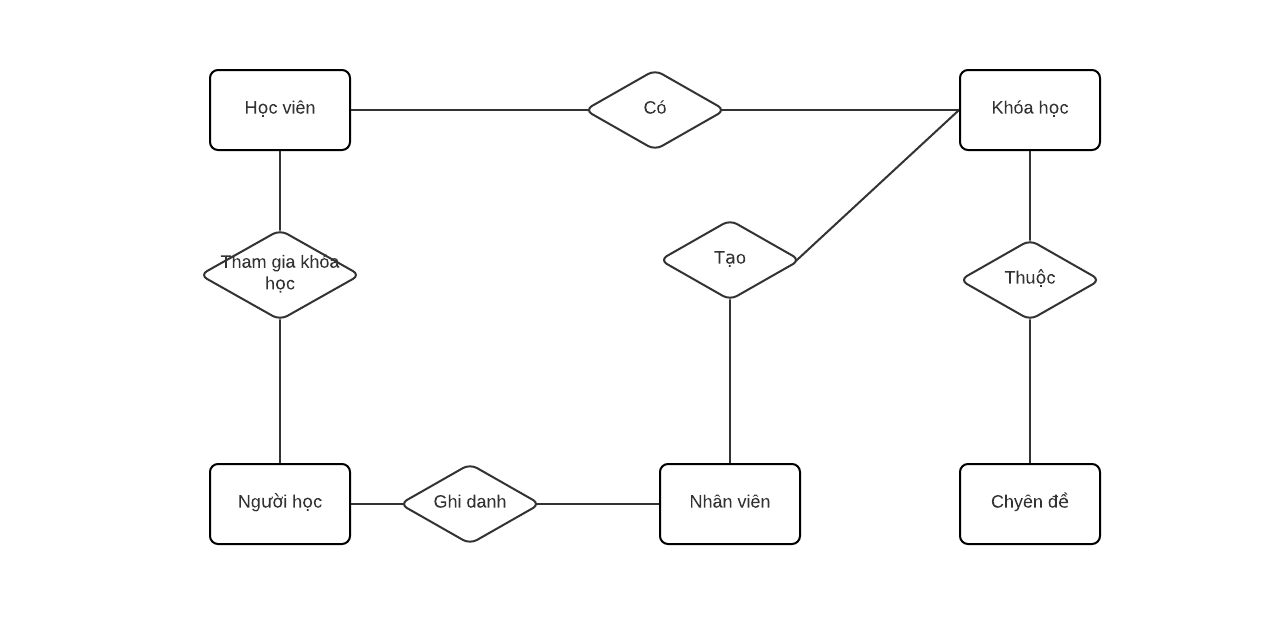 Học viên
Có
Khóa học
Tham gia khóa
học
Tạo
Thuộc
Người học
Ghi danh
Nhân viên
Chyên đề